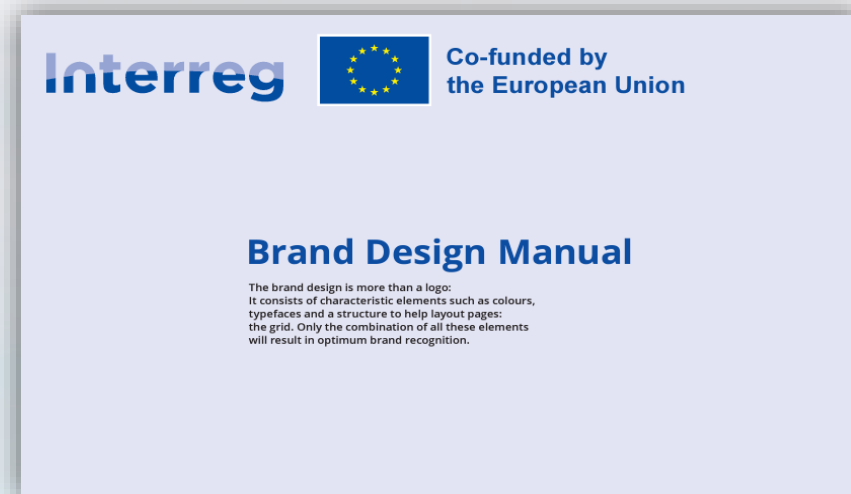 Interreg
Co-funded by
the European Union
Brand Design Manual
The brand design is more than a logo:
It consists of characteristic elements such as colours,
typefaces and a structure to help layout pages:
the grid. Only the combination of all these elements
will result in optimum brand recognition.